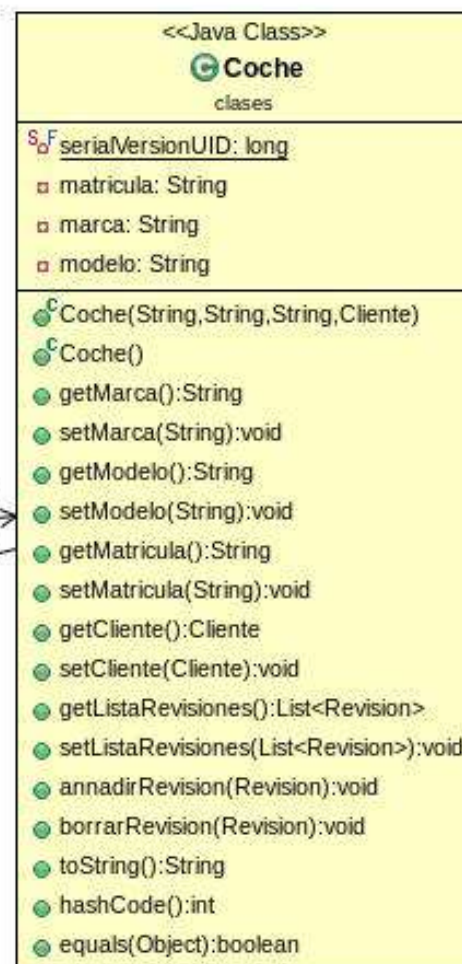 <<Java Class>>
C Coche
clases
S F serialVersionUID: long
matricula: String
marca: String
modelo: String
C Coche(String,String,String,Cliente)
C Coche()
getMarca():String
setMarca(String):void
getModelo():String
setModelo(String):void
getMatricula():String
setMatricula(String):void
getCliente():Cliente
setCliente(Cliente):void
getListaRevisiones():List<Revision>
setListaRevisiones(List<Revision>):void
annadirRevision(Revision):void
borrarRevision(Revision):void
toString():String
hashCode():int
equals(Object):boolean